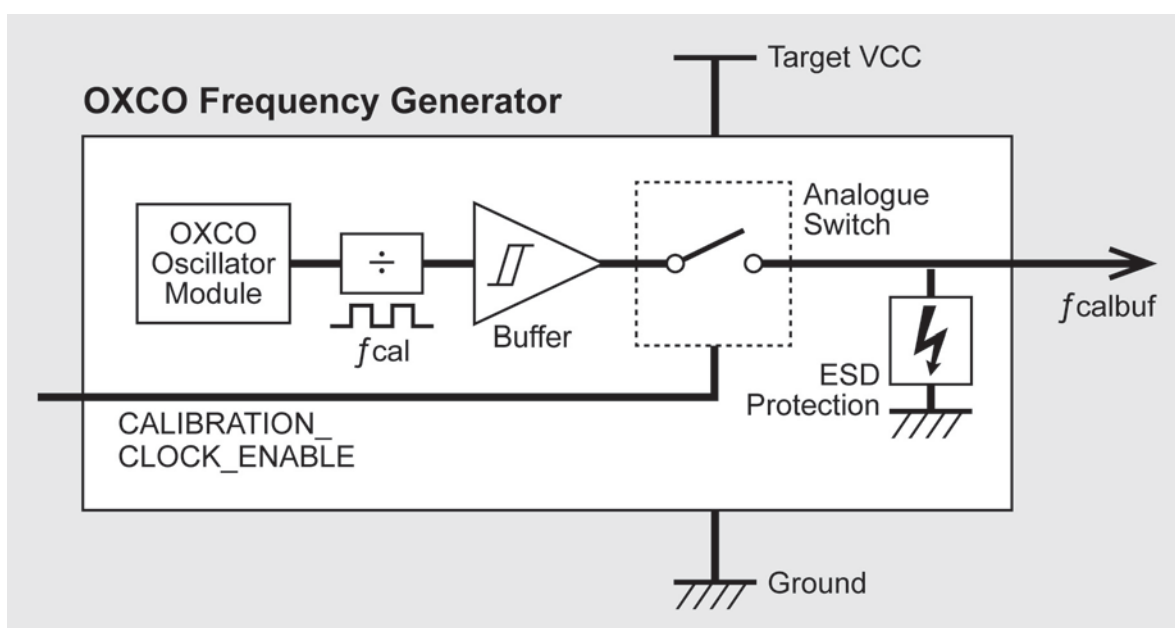 Target VCC
OXCO Frequency Generator
Analogue
Switch
OXCO
Oscillator
Module
÷
ƒcal
Buffer
ƒcalbuf
ESD
Protection
CALIBRATION_
CLOCK_ENABLE
Ground